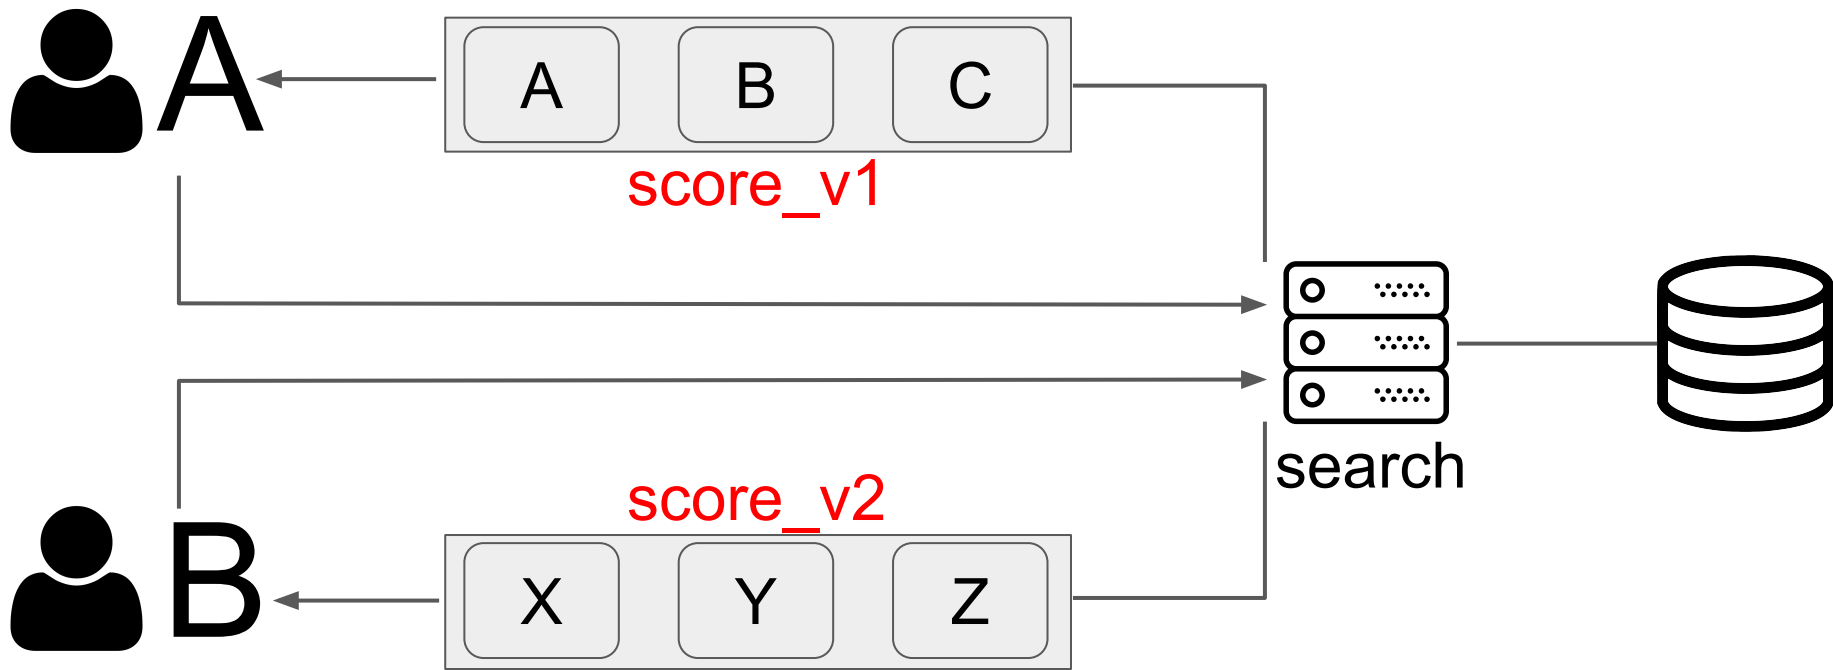 A
A B C
score_v1
search
score_v2
B
X Y Z